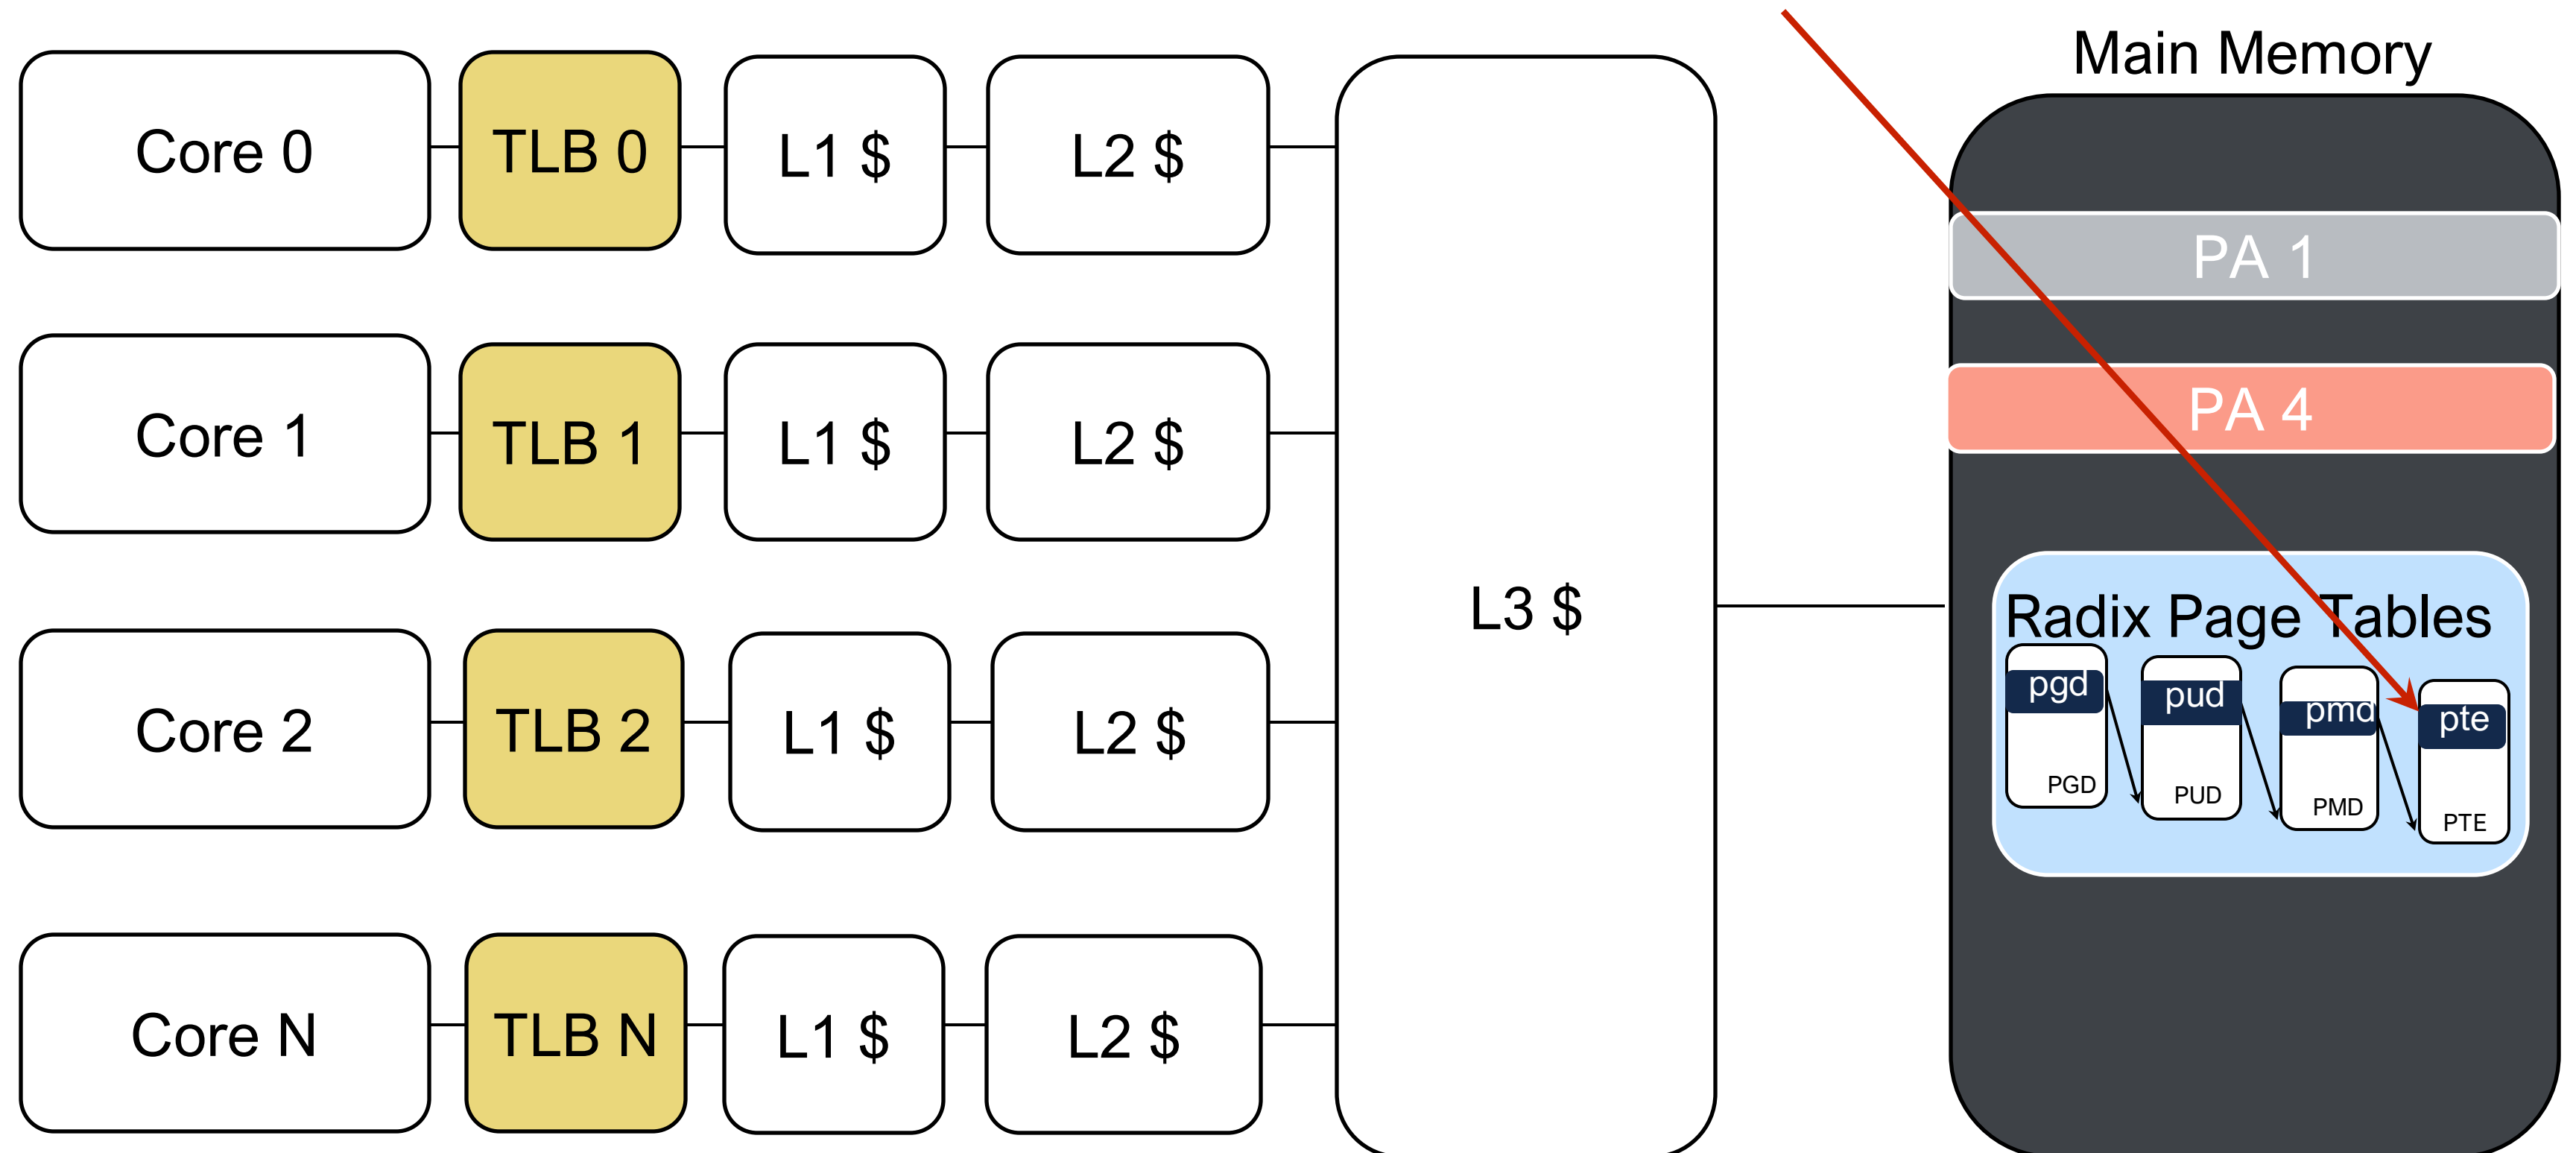 Main Memory
Core 0
TLB 0
L1 $
L2 $
PA 1
PA 4
Core 1
TLB 1
L1 $
L2 $
L3 $
Radix Page Tables
pgd
pud
pmd
pte
PGD
PUD
PMD
PTE
Core 2
TLB 2
L1 $
L2 $
Core N
TLB N
L1 $
L2 $